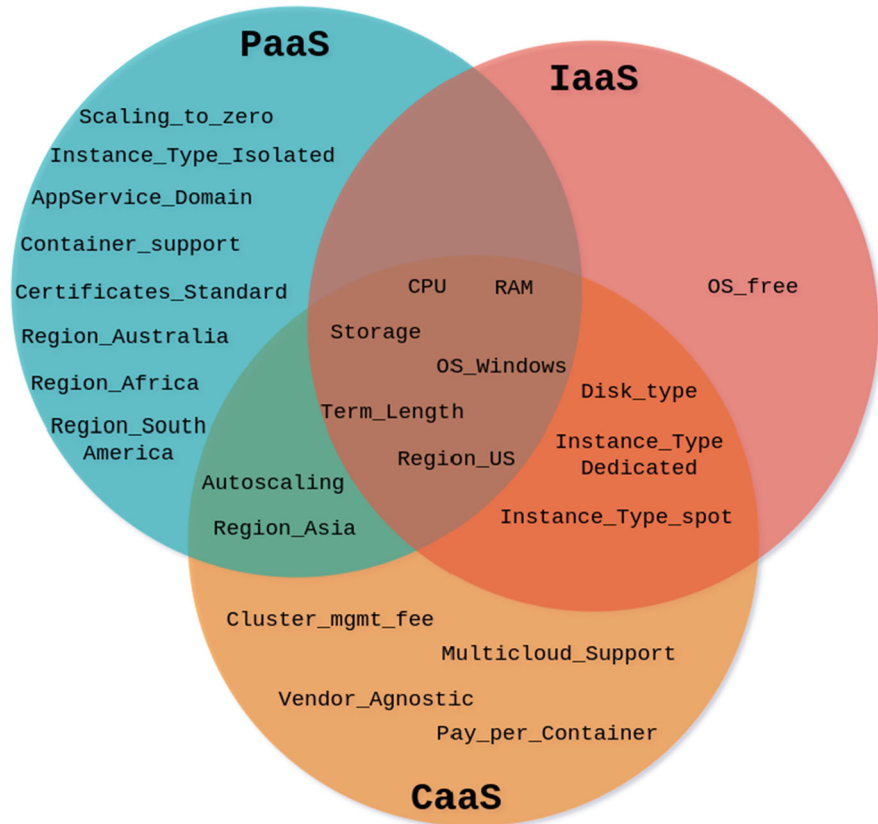 PaaS
IaaS
Scaling_to_zero
Instance_Type_Isolated
AppService_Domain
Container_support
Certificates_Standard
Region_Australia
Region_Africa
Region_South
America
CPU
RAM
Storage
OS_Windows
Term_Length
Region_US
OS_free
Disk_type
Instance_Type
Dedicated
Instance_Type_spot
Autoscaling
Region_Asia
Cluster_mgmt_fee
Multicloud_Support
Vendor_Agnostic
Pay_per_Container
CaaS